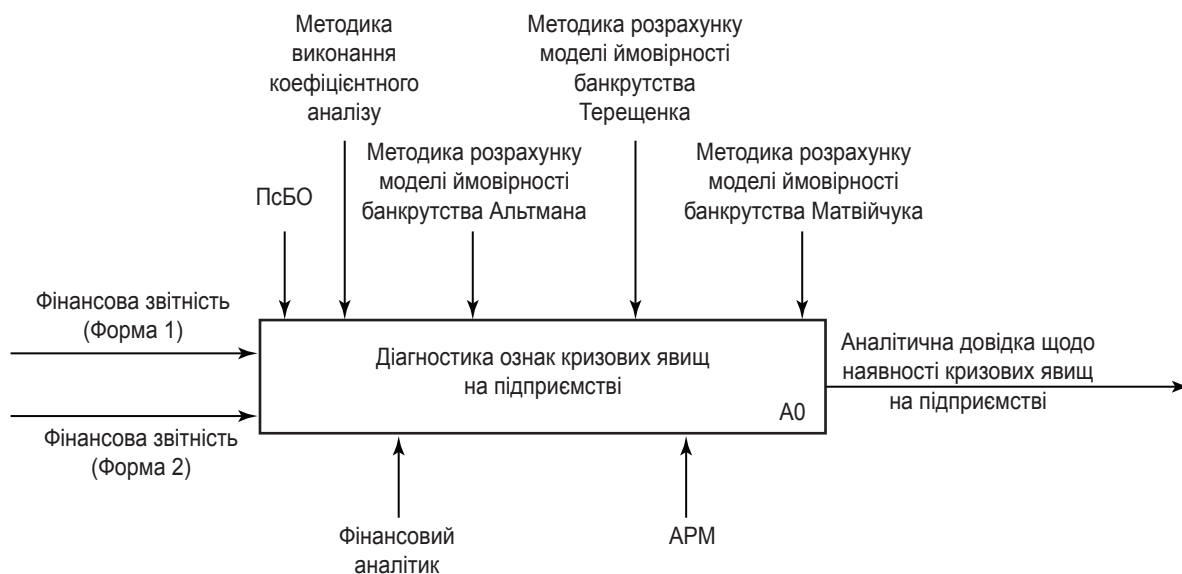 Методика
виконання
коефіцієнтного
аналізу
Методика розрахунку
моделі ймовірності
банкрутства
Терещенка
ПсБО
Методика розрахунку
моделі ймовірності
банкрутства Альтмана
Методика розрахунку
моделі ймовірності
банкрутства Матвійчука
Фінансова звітність
(Форма 1)
Діагностика ознак кризових явищ
на підприємстві
А0
Аналітична довідка щодо
наявності кризових явищ
на підприємстві
Фінансова звітність
(Форма 2)
Фінансовий
аналітик
АРМ